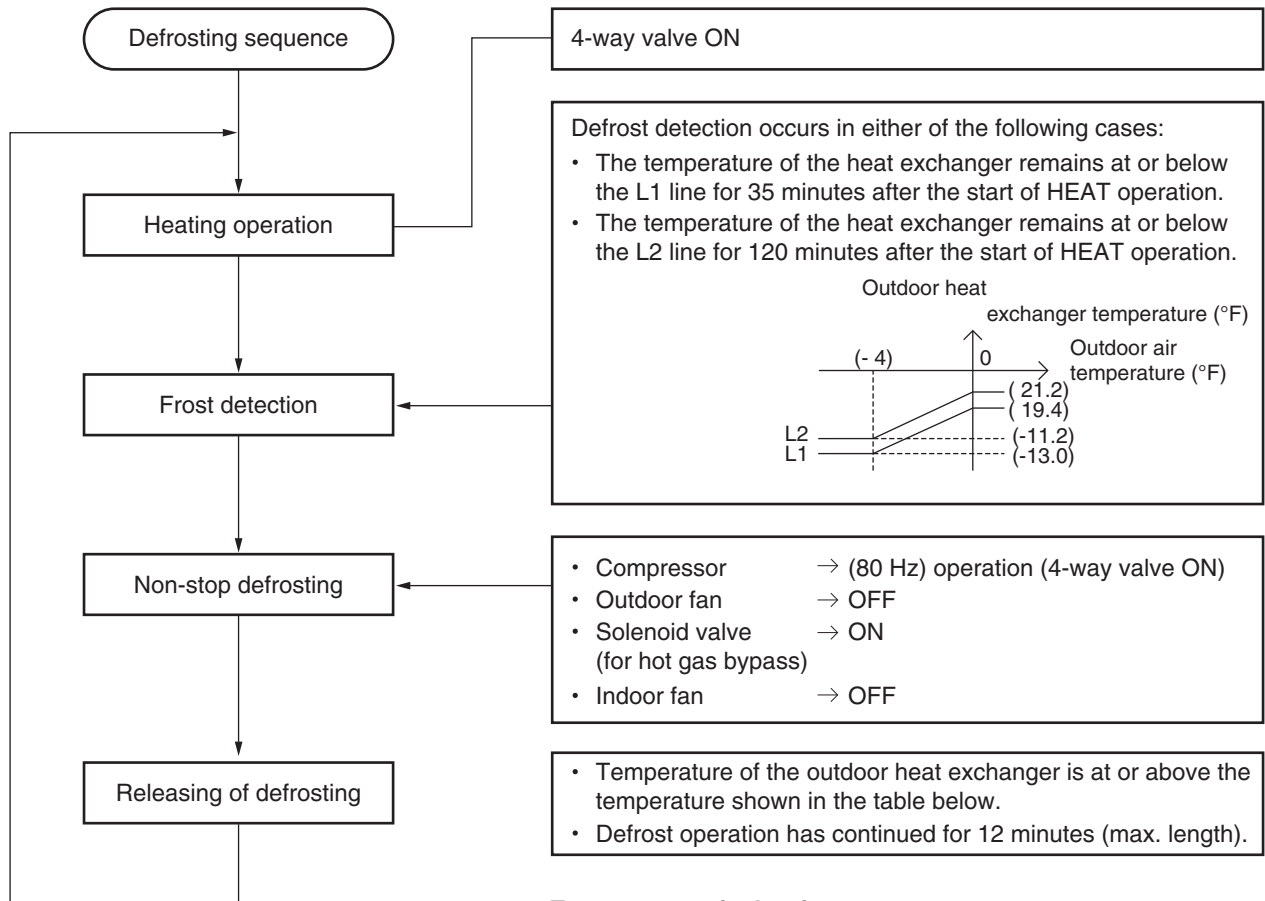 Defrosting sequence
4-way valve ON
Heating operation
Defrost detection occurs in either of the following cases:
• The temperature of the heat exchanger remains at or below
the L1 line for 35 minutes after the start of HEAT operation.
• The temperature of the heat exchanger remains at or below
the L2 line for 120 minutes after the start of HEAT operation.
Outdoor heat
exchanger temperature (°F)
(- 4)
0
Outdoor air
temperature (°F)
( 21.2)
( 19.4)
L2
(-11.2)
L1
(-13.0)
Frost detection
Non-stop defrosting
• Compressor → (80 Hz) operation (4-way valve ON)
• Outdoor fan → OFF
• Solenoid valve → ON
(for hot gas bypass)
• Indoor fan → OFF
Releasing of defrosting
• Temperature of the outdoor heat exchanger is at or above the
temperature shown in the table below.
• Defrost operation has continued for 12 minutes (max. length).